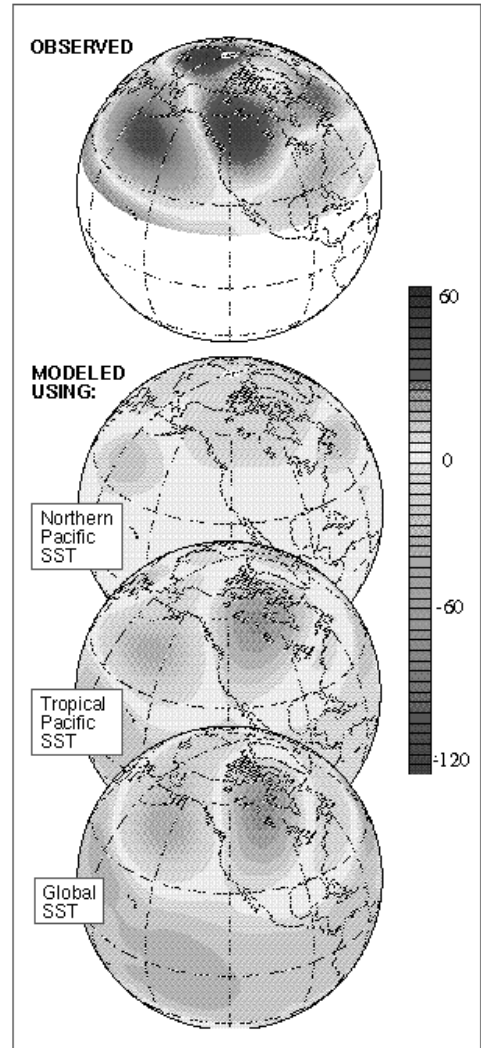 OBSERVED
60
MODELED
USING:
0
Northern
Pacific
SST
-60
Tropical
Pacific
SST
-120
Global
SST